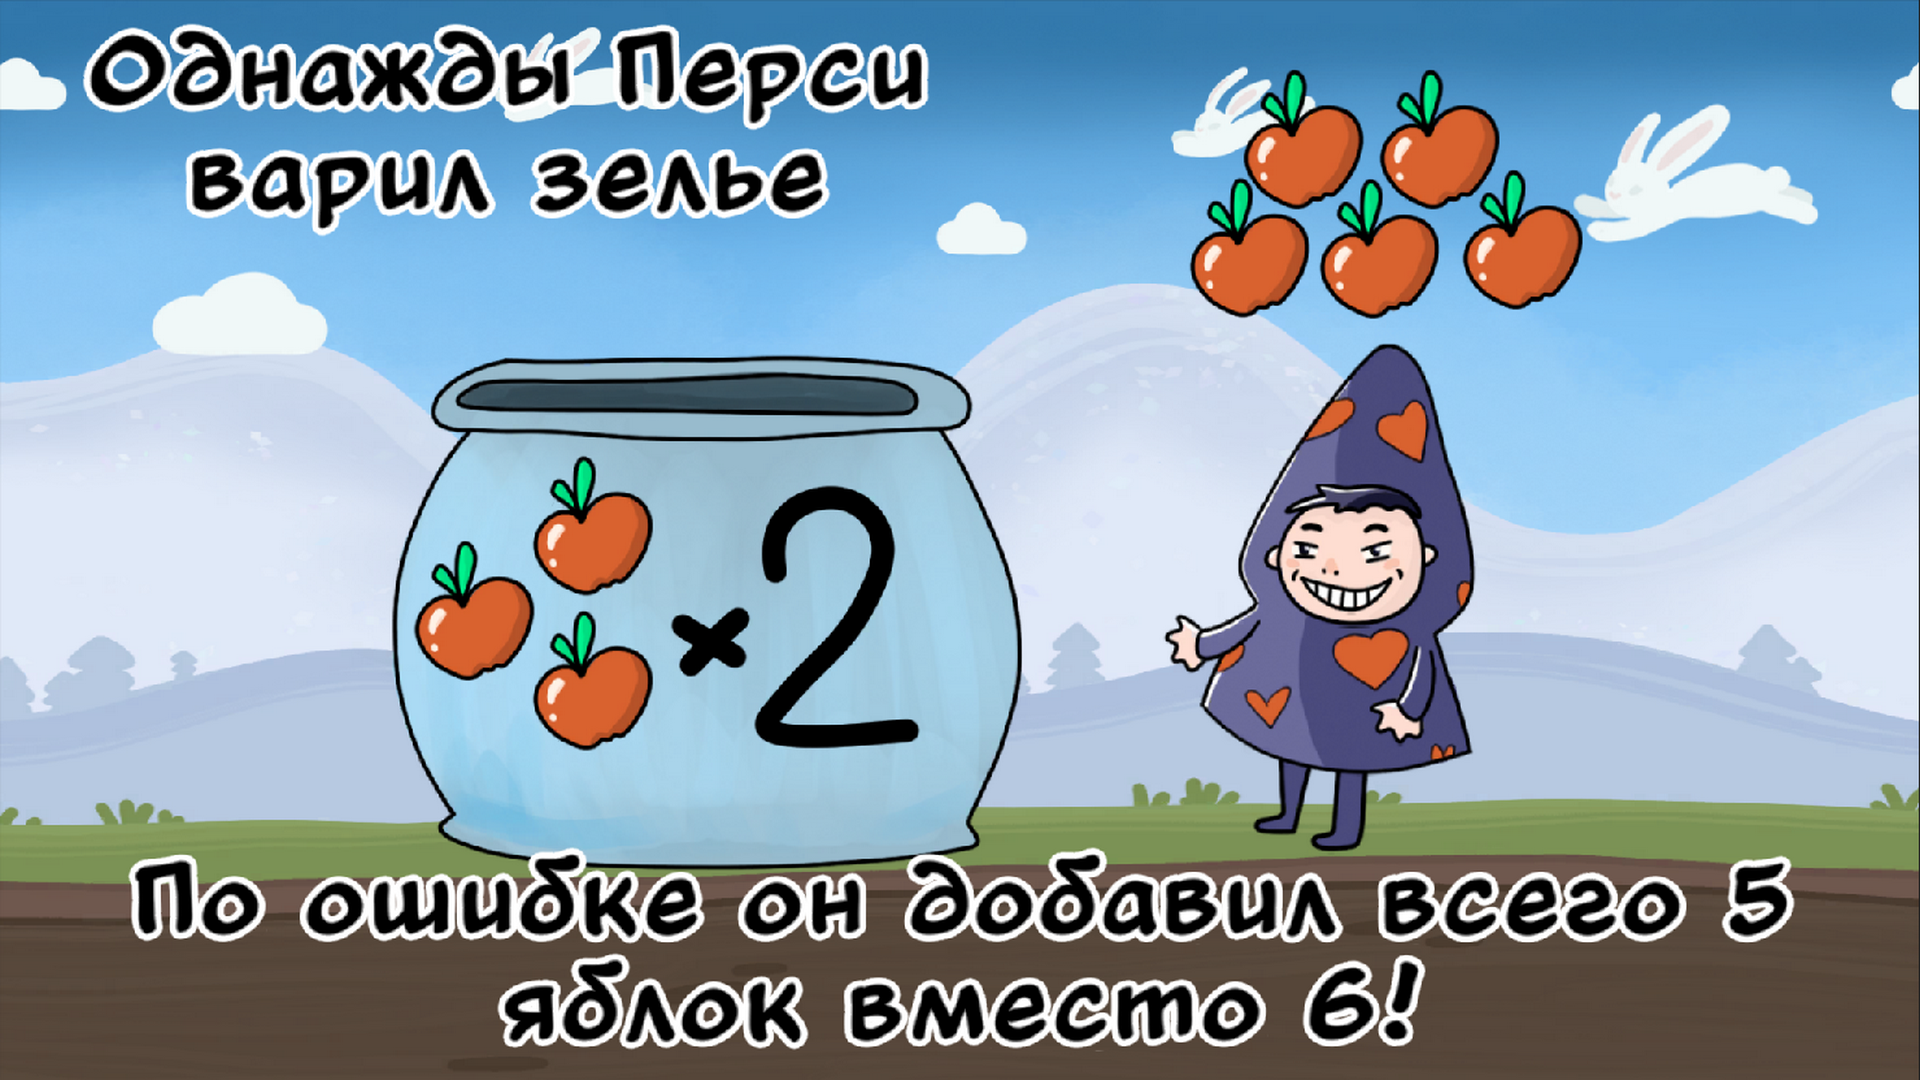 Однажды Перси
варил зелье
×2
По ошибке он добавил всего 5
яблок вместо 6!